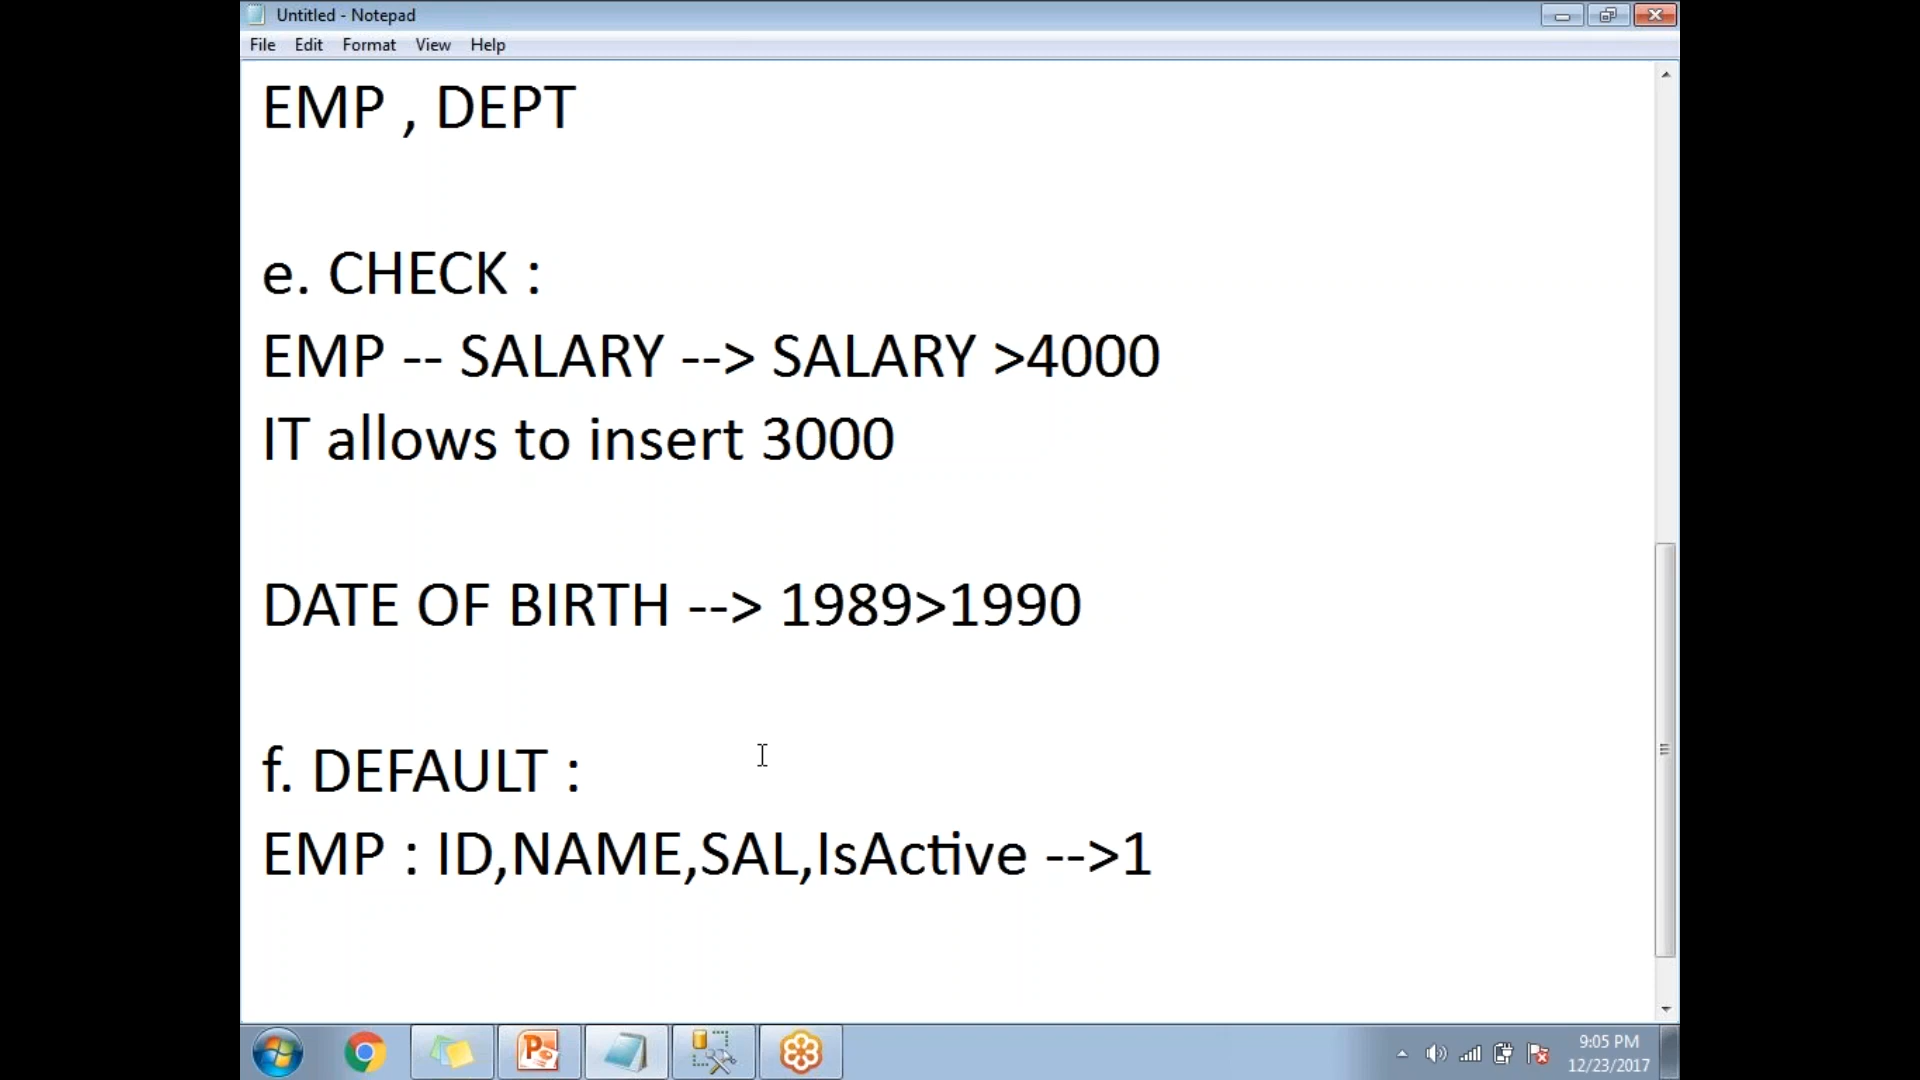 Untitled - Notepad
File Edit Format View Help
EMP , DEPT
e. CHECK :
EMP -- SALARY --> SALARY >4000
IT allows to insert 3000
DATE OF BIRTH --> 1989>1990
f. DEFAULT :
EMP : ID,NAME,SAL,IsActive -->1
9:05 PM
12/23/2017